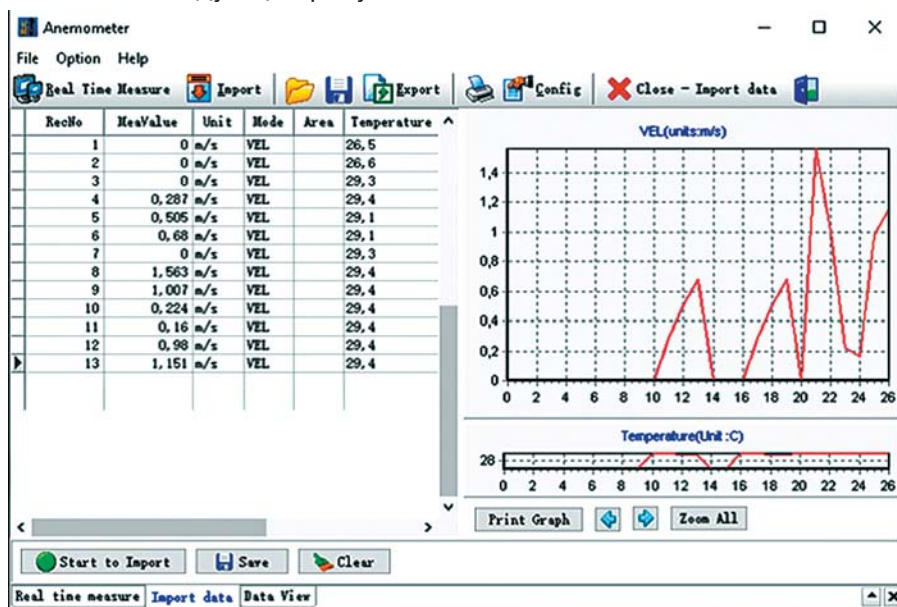 Anemometer
File Option Help
Real Time Measure Import Export Config Close - Import data
RecNo MeaValue Unit Mode Area Temperature
1 0 m/s VEL 26,5
2 0 m/s VEL 26,6
3 0 m/s VEL 29,3
4 0,287 m/s VEL 29,4
5 0,505 m/s VEL 29,1
6 0,68 m/s VEL 29,1
7 0 m/s VEL 29,3
8 1,563 m/s VEL 29,4
9 1,007 m/s VEL 29,4
10 0,224 m/s VEL 29,4
11 0,16 m/s VEL 29,4
12 0,98 m/s VEL 29,4
13 1,151 m/s VEL 29,4
VEL(units:m/s)
1,4
1,2
1
0,8
0,6
0,4
0,2
0
0 2 4 6 8 10 12 14 16 18 20 22 24 26
Temperature(Unit :C)
28
0 2 4 6 8 10 12 14 16 18 20 22 24 26
Print Graph Zoom All
Start to Import Save Clear
Real time measure Import data Data View